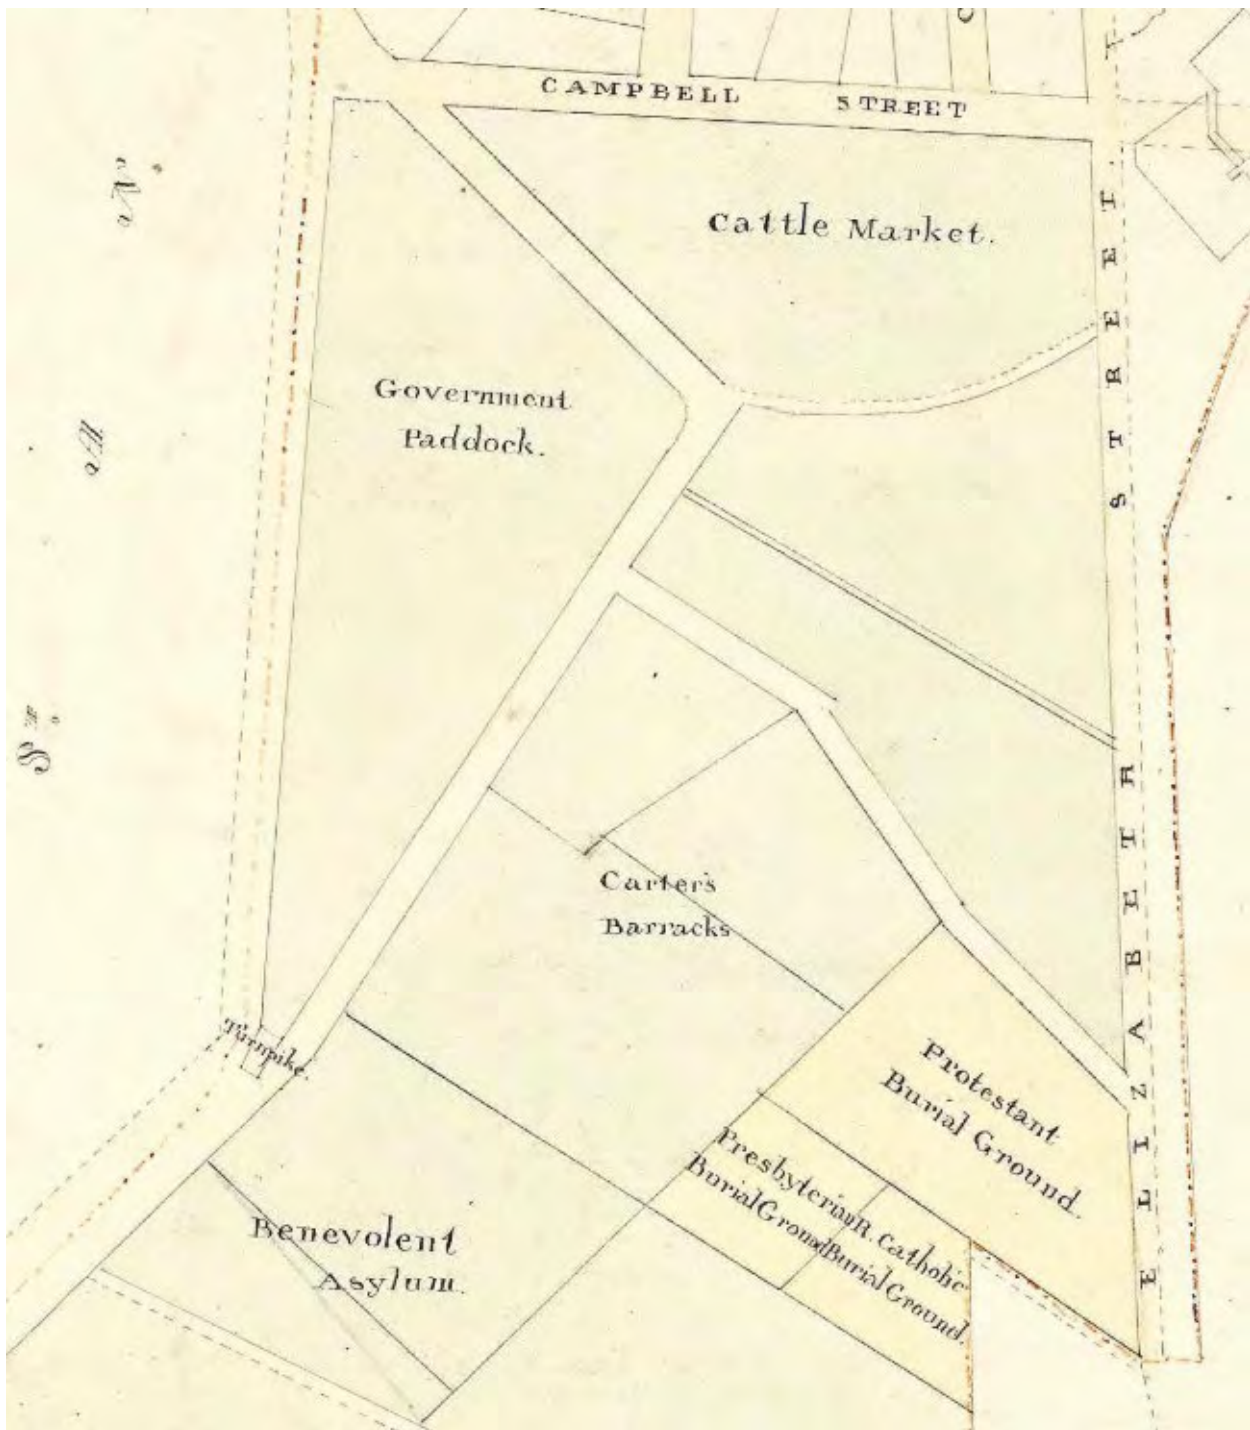 C
CAMPBELL STREET
Cattle Market.
Government
Paddock.
ELIZABETH STREET.
Carter's
Barracks
Turnpike.
Protestant
Burial Ground.
Presbyterian
Burial Ground
R. Catholic
Burial Ground.
Benevolent
Asylum.